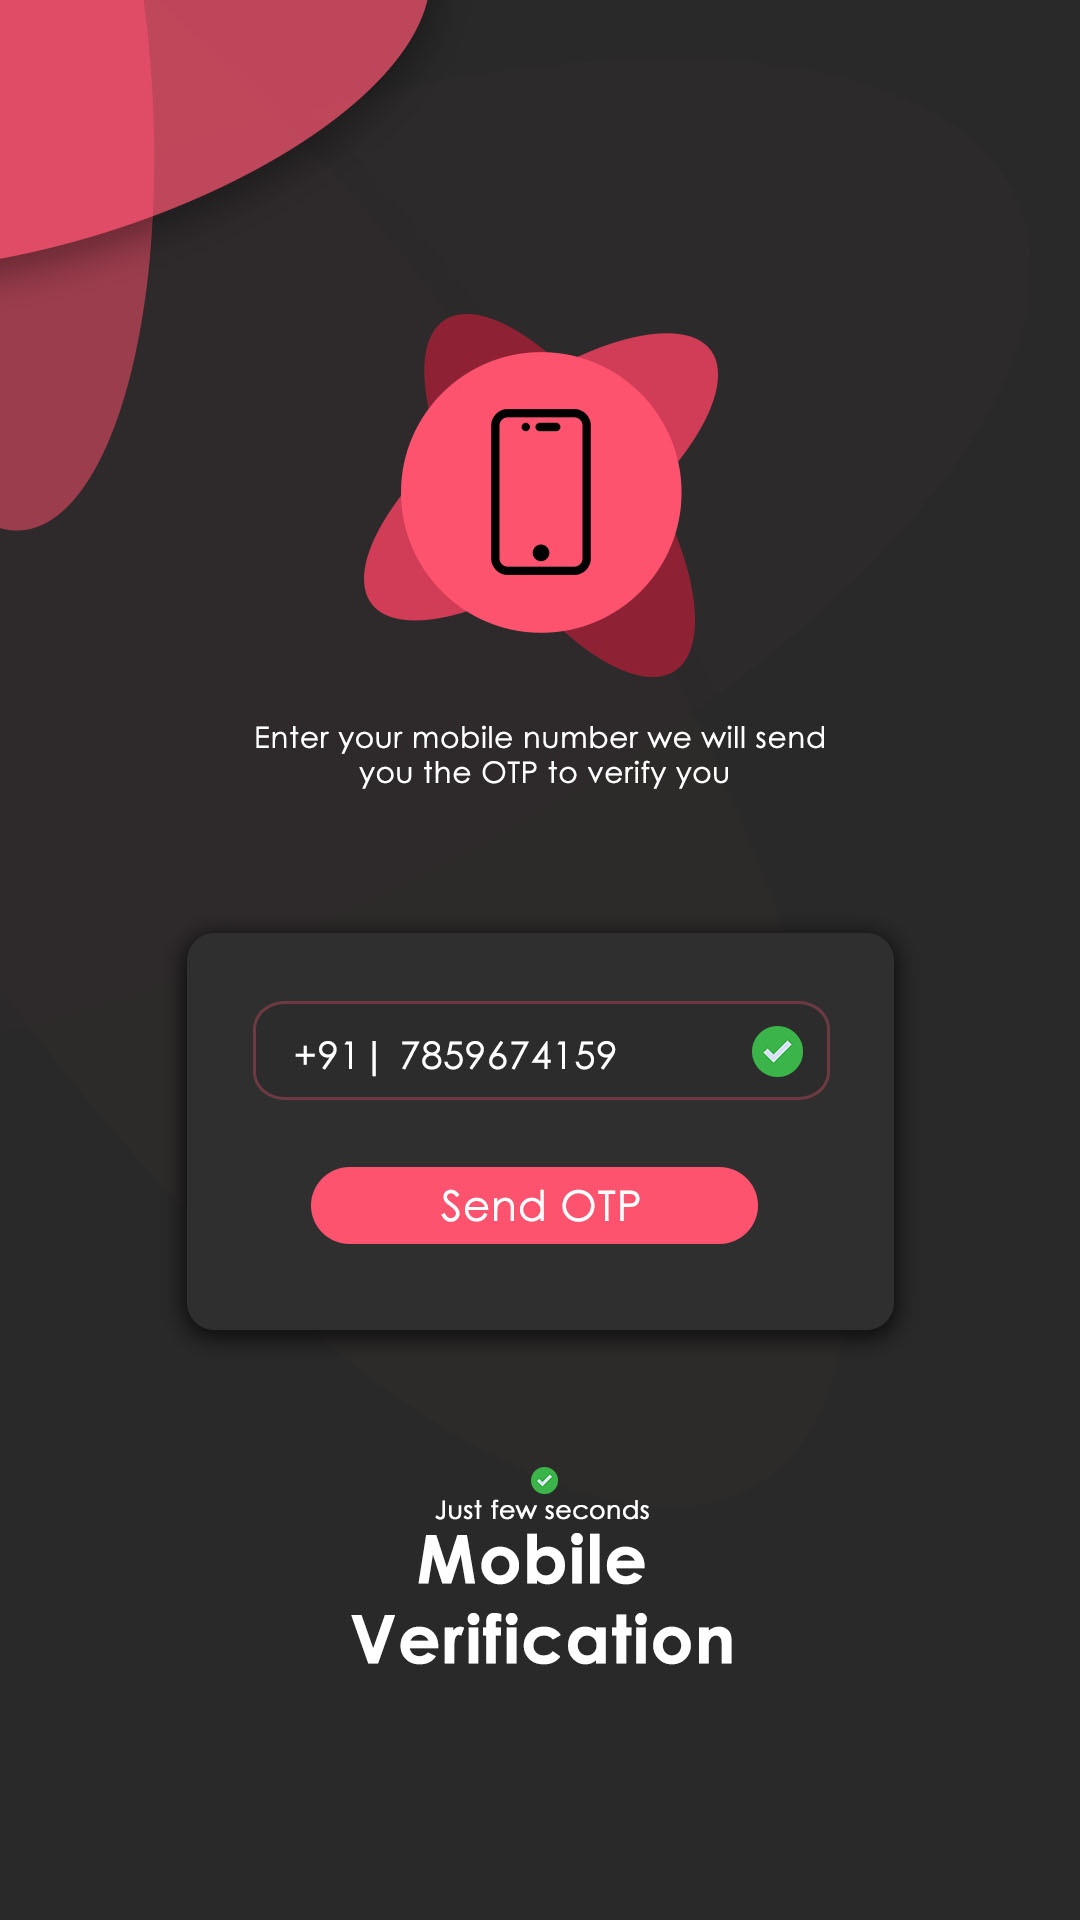 Enter your mobile number we will send
you the OTP to verify you
+91| 7859674159
Send OTP
Just few seconds
Mobile
Verification